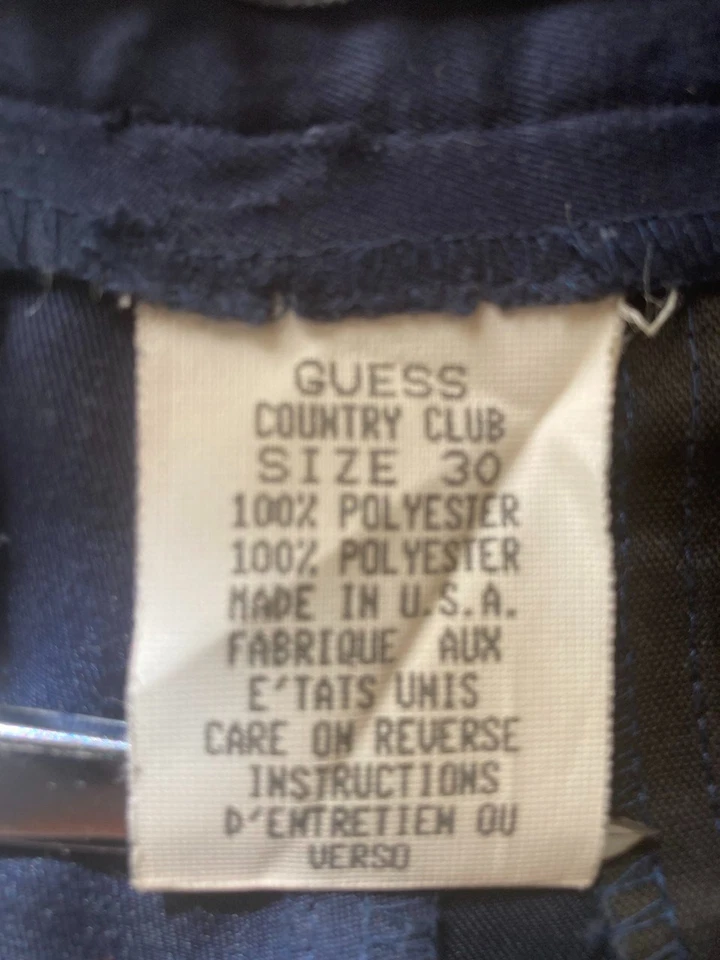 GUESS
COUNTRY CLUB
SIZE 30
100% POLYESTER
100% POLYESTER
MADE IN U.S.A.
FABRIQUE AUX
E'TATS UNIS
CARE ON REVERSE
INSTRUCTIONS
D'ENTRETIEN OU
VERSO